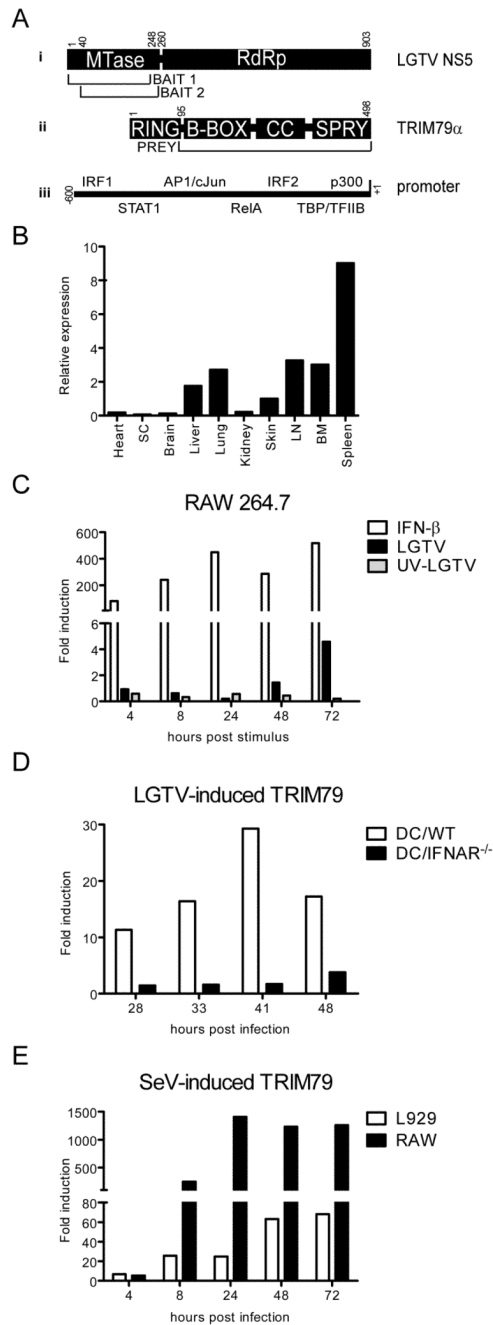 A
1
40
248
260
903
i
MTase
RdRp
LGTV NS5
BAIT 1
BAIT 2
1
95
496
ii
RING
B-BOX
CC
SPRY
TRIM79α
PREY
IRF1
AP1/cJun
IRF2
p300
promoter
iii
-600
+1
STAT1
RelA
TBP/TFIIB
B
Relative expression
10
8
6
4
2
0
Heart
SC
Brain
Liver
Lung
Kidney
Skin
LN
BM
Spleen
C
RAW 264.7
IFN-β
LGTV
UV-LGTV
Fold induction
600
400
200
6
4
2
0
4 8 24 48 72
hours post stimulus
D
LGTV-induced TRIM79
DC/WT
DC/IFNAR-/-
Fold induction
30
20
10
0
28 33 41 48
hours post infection
E
SeV-induced TRIM79
L929
RAW
Fold induction
1500
1000
500
80
60
40
20
0
4 8 24 48 72
hours post infection